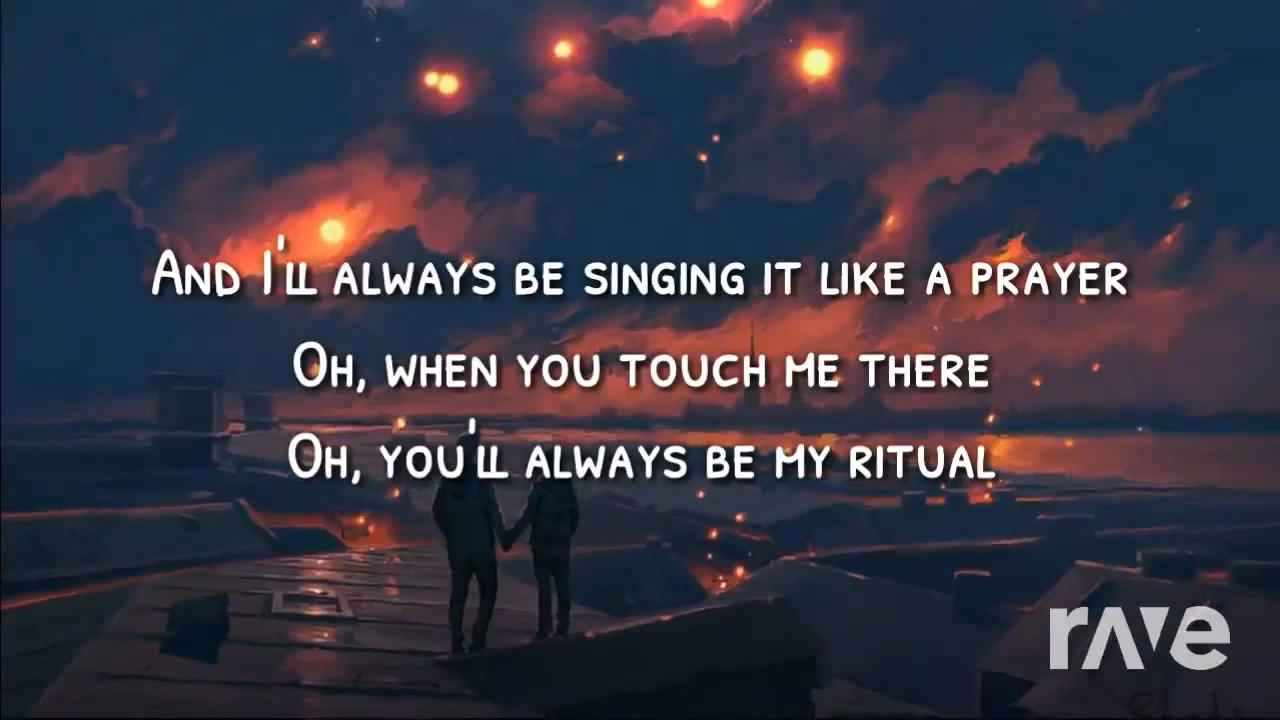 And I'll always be singing it like a prayer
Oh, when you touch me there
Oh, you'll always be my ritual
rave